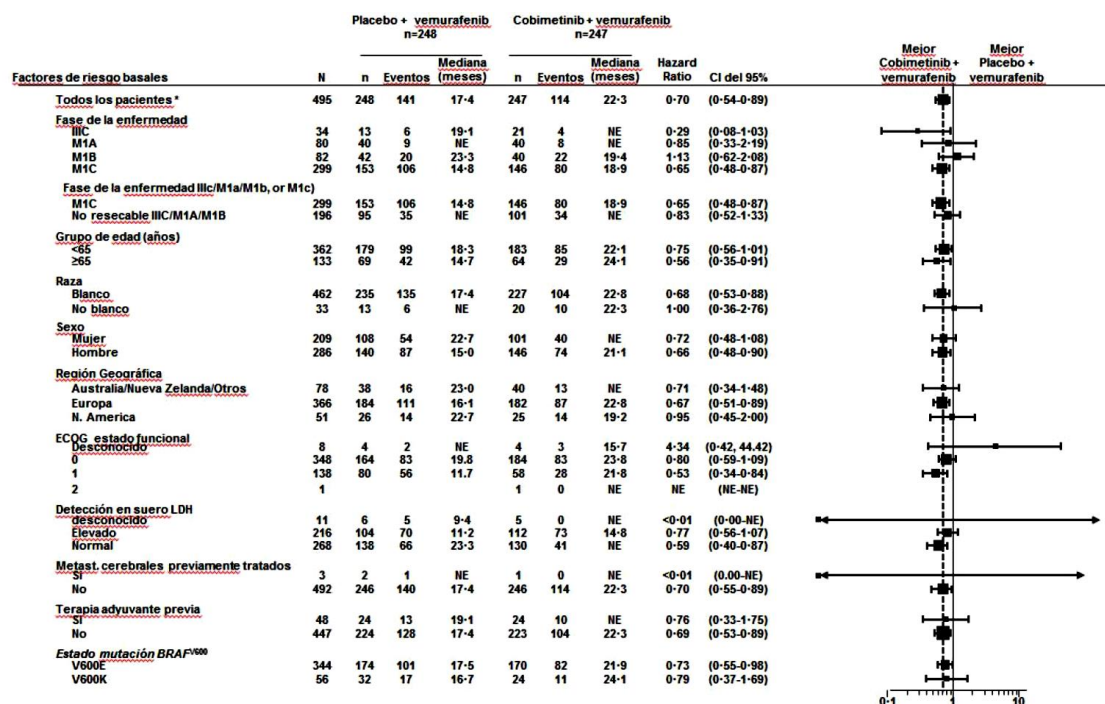 Placebo + vemurafenib Cobimetinib + vemurafenib
n=248 n=247
Mejor Mejor
Mediana Mediana Hazard Cobimetinib + Placebo +
Factores de riesgo basales N n Eventos (meses) n Eventos (meses) Ratio CI del 95% vemurafenib vemurafenib
Todos los pacientes * 495 248 141 17·4 247 114 22·3 0·70 (0·54-0·89)
Fase de la enfermedad
IIIC 34 13 6 19·1 21 4 NE 0·29 (0·08-1·03)
M1A 80 40 9 NE 40 8 NE 0·85 (0·33-2·19)
M1B 82 42 20 23·3 40 22 19·4 1·13 (0·62-2·08)
M1C 299 153 106 14·8 146 80 18·9 0·65 (0·48-0·87)
Fase de la enfermedad IIIc/M1a/M1b, or M1c)
M1C 299 153 106 14·8 146 80 18·9 0·65 (0·48-0·87)
No resecable IIIC/M1A/M1B 196 95 35 NE 101 34 NE 0·83 (0·52-1·33)
Grupo de edad (años)
<65 362 179 99 18·3 183 85 22·1 0·75 (0·56-1·01)
≥65 133 69 42 14·7 64 29 24·1 0·56 (0·35-0·91)
Raza
Blanco 462 235 135 17·4 227 104 22·8 0·68 (0·53-0·88)
No blanco 33 13 6 NE 20 10 22·3 1·00 (0·36-2·76)
Sexo
Mujer 209 108 54 22·7 101 40 NE 0·72 (0·48-1·08)
Hombre 286 140 87 15·0 146 74 21·1 0·66 (0·48-0·90)
Región Geográfica
Australia/Nueva Zelanda/Otros 78 38 16 23·0 40 13 NE 0·71 (0·34-1·48)
Europa 366 184 111 16·1 182 87 22·8 0·67 (0·51-0·89)
N. America 51 26 14 22·7 25 14 19·2 0·95 (0·45-2·00)
ECOG estado funcional
Desconocido 8 4 2 NE 4 3 15·7 4·34 (0·42, 44.42)
0 348 164 83 19.8 184 83 23·8 0·80 (0·59-1·09)
1 138 80 56 11.7 58 28 21·8 0·53 (0·34-0·84)
2 1 1 0 NE NE (NE-NE)
Detección en suero LDH
desconocido 11 6 5 9·4 5 0 NE <0·01 (0·00-NE)
Elevado 216 104 70 11·2 112 73 14·8 0·77 (0·56-1·07)
Normal 268 138 66 23·3 130 41 NE 0·59 (0·40-0·87)
Metast. cerebrales previamente tratados
Si 3 2 1 NE 1 0 NE <0·01 (0.00-NE)
No 492 246 140 17·4 246 114 22·3 0·70 (0·55-0·89)
Terapia adyuvante previa
Si 48 24 13 19·1 24 10 NE 0·76 (0·33-1·75)
No 447 224 128 17·4 223 104 22·3 0·69 (0·53-0·89)
Estado mutación BRAFV600
V600E 344 174 101 17·5 170 82 21·9 0·73 (0·55-0·98)
V600K 56 32 17 16·7 24 11 24·1 0·79 (0·37-1·69)
0·1 1 10